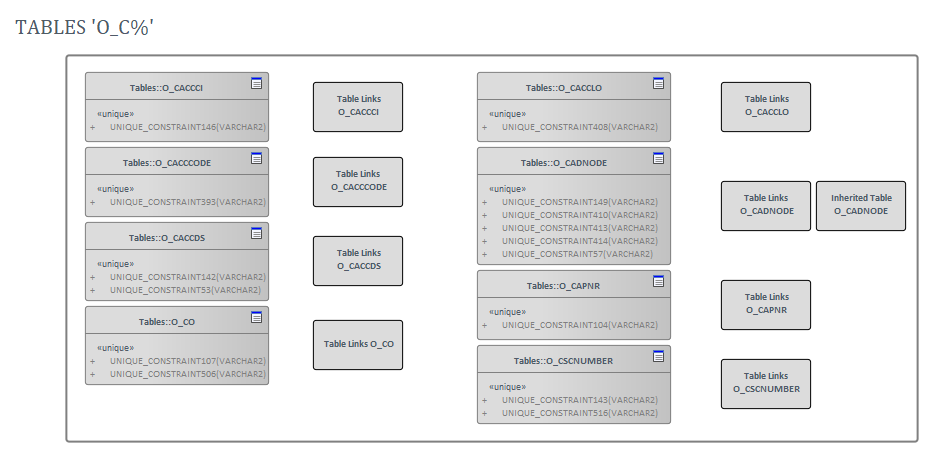 TABLES 'O_C%'
Tables::O_CACCCI
«unique»
+ UNIQUE_CONSTRAINT146(VARCHAR2)
Table Links
O_CACCCI
Tables::O_CACCCODE
«unique»
+ UNIQUE_CONSTRAINT393(VARCHAR2)
Table Links
O_CACCCODE
Tables::O_CACCDS
«unique»
+ UNIQUE_CONSTRAINT142(VARCHAR2)
+ UNIQUE_CONSTRAINT53(VARCHAR2)
Table Links
O_CACCDS
Tables::O_CO
«unique»
+ UNIQUE_CONSTRAINT107(VARCHAR2)
+ UNIQUE_CONSTRAINT506(VARCHAR2)
Table Links O_CO
Tables::O_CACCLO
«unique»
+ UNIQUE_CONSTRAINT408(VARCHAR2)
Table Links
O_CACCLO
Tables::O_CADNODE
«unique»
+ UNIQUE_CONSTRAINT149(VARCHAR2)
+ UNIQUE_CONSTRAINT410(VARCHAR2)
+ UNIQUE_CONSTRAINT413(VARCHAR2)
+ UNIQUE_CONSTRAINT414(VARCHAR2)
+ UNIQUE_CONSTRAINT57(VARCHAR2)
Table Links
O_CADNODE
Inherited Table
O_CADNODE
Tables::O_CAPNR
«unique»
+ UNIQUE_CONSTRAINT104(VARCHAR2)
Table Links
O_CAPNR
Tables::O_CSCNUMBER
«unique»
+ UNIQUE_CONSTRAINT143(VARCHAR2)
+ UNIQUE_CONSTRAINT516(VARCHAR2)
Table Links
O_CSCNUMBER